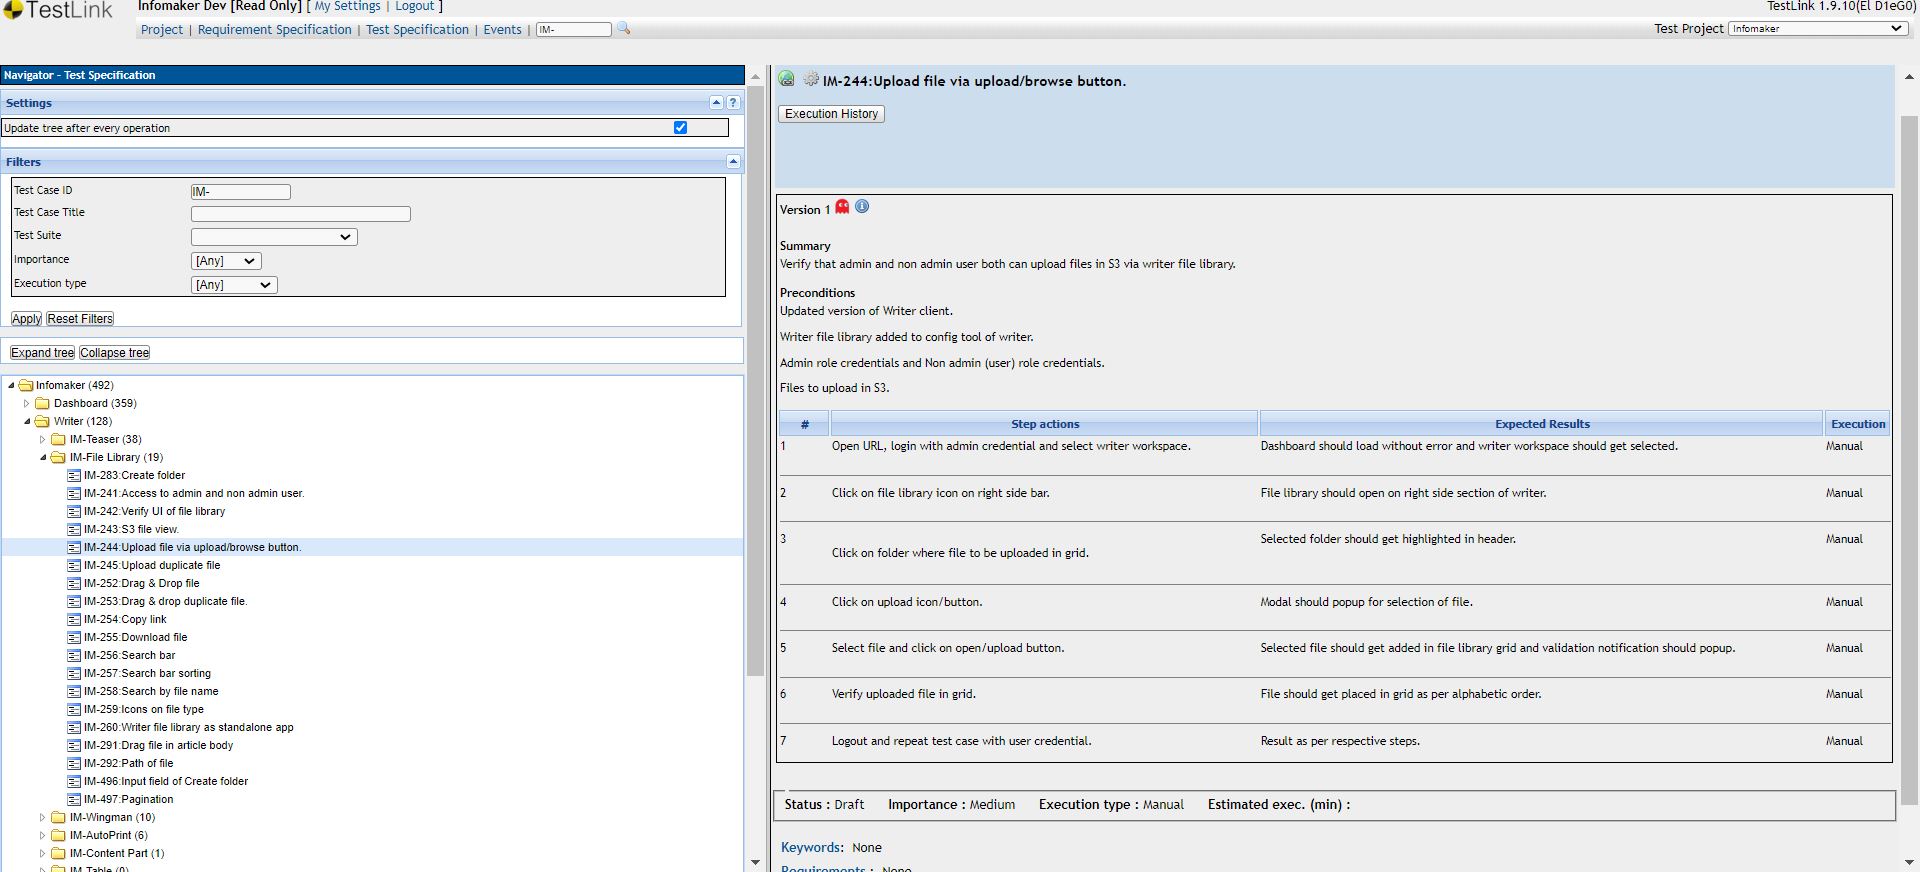 TestLink
Infomaker Dev [Read Only] [ My Settings | Logout ]
TestLink 1.9.10(El D1eG0)
Project | Requirement Specification | Test Specification | Events | IM-
Test Project Infomaker
Navigator - Test Specification
Settings
?
Update tree after every operation
Filters
Test Case ID IM-
Test Case Title
Test Suite
Importance [Any]
Execution type [Any]
Apply Reset Filters
Expand tree Collapse tree
Infomaker (492)
Dashboard (359)
Writer (128)
IM-Teaser (38)
IM-File Library (19)
IM-283:Create folder
IM-241:Access to admin and non admin user.
IM-242:Verify UI of file library
IM-243:S3 file view.
IM-244:Upload file via upload/browse button.
IM-245:Upload duplicate file
IM-252:Drag & Drop file
IM-253:Drag & drop duplicate file.
IM-254:Copy link
IM-255:Download file
IM-256:Search bar
IM-257:Search bar sorting
IM-258:Search by file name
IM-259:Icons on file type
IM-260:Writer file library as standalone app
IM-291:Drag file in article body
IM-292:Path of file
IM-496:Input field of Create folder
IM-497:Pagination
IM-Wingman (10)
IM-AutoPrint (6)
IM-Content Part (1)
IM-Table (0)
IM-244:Upload file via upload/browse button.
Execution History
Version 1
Summary
Verify that admin and non admin user both can upload files in S3 via writer file library.
Preconditions
Updated version of Writer client.
Writer file library added to config tool of writer.
Admin role credentials and Non admin (user) role credentials.
Files to upload in S3.
# Step actions Expected Results Execution
1 Open URL, login with admin credential and select writer workspace. Dashboard should load without error and writer workspace should get selected. Manual
2 Click on file library icon on right side bar. File library should open on right side section of writer. Manual
3 Click on folder where file to be uploaded in grid. Selected folder should get highlighted in header. Manual
4 Click on upload icon/button. Modal should popup for selection of file. Manual
5 Select file and click on open/upload button. Selected file should get added in file library grid and validation notification should popup. Manual
6 Verify uploaded file in grid. File should get placed in grid as per alphabetic order. Manual
7 Logout and repeat test case with user credential. Result as per respective steps. Manual
Status : Draft Importance : Medium Execution type : Manual Estimated exec. (min) :
Keywords: None
Requirements : None